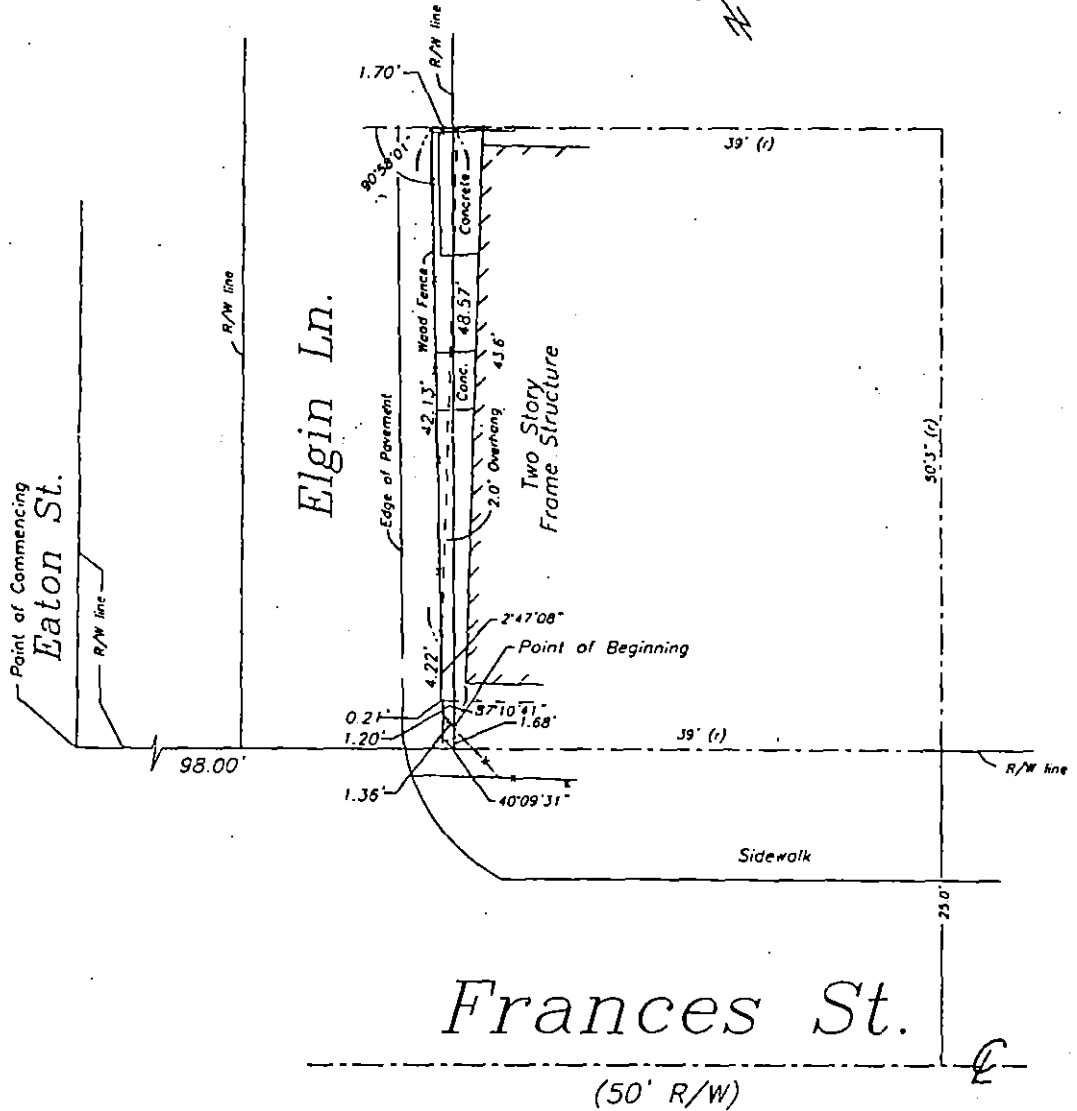 N
R/W line
1.70'
39' (r)
90°58'01"
Concrete
Wood Fence
48.57'
R/W line
Elgin Ln.
43.6'
Conc.
42.13'
Edge of Pavement
Two Story
Frame Structure
2.0' Overhang
50'3" (r)
Point of Commencing
Eaton St.
R/W line
2°47'08"
Point of Beginning
4.22'
0.21'
37°10'41"
1.20'
1.68'
39' (r)
R/W line
98.00'
1.36'
40°09'31"
Sidewalk
25.0'
Frances St.
(50' R/W)